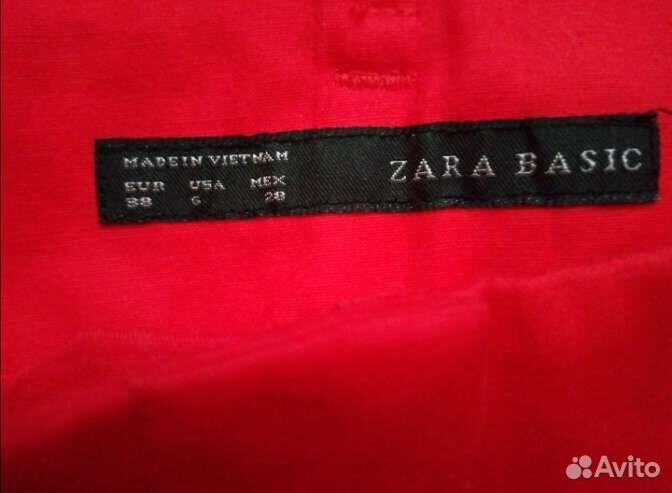 MADE IN VIETNAM
EUR USA MEX
38 6 28
ZARA BASIC
Avito